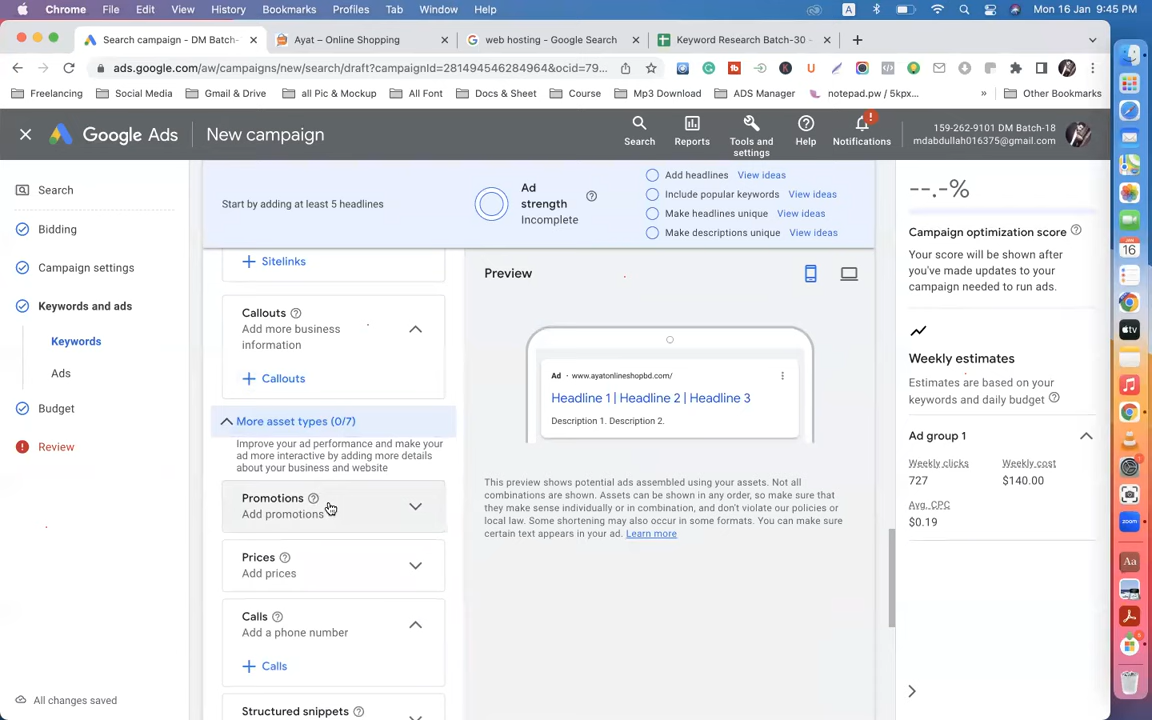 Chrome File Edit View History Bookmarks Profiles Tab Window Help A Mon 16 Jan 9:45 PM
Search campaign - DM Batch- Ayat – Online Shopping web hosting - Google Search Keyword Research Batch-30 -
ads.google.com/aw/campaigns/new/search/draft?campaignId=281494546284964&ocid=79...
Freelancing Social Media Gmail & Drive all Pic & Mockup All Font Docs & Sheet Course Mp3 Download ADS Manager notepad.pw / 5kpx... » Other Bookmarks
Google Ads New campaign
Search Reports Tools and settings Help Notifications
159-262-9101 DM Batch-18
mdabdullah016375@gmail.com
Search
Bidding
Campaign settings
Keywords and ads
Keywords
Ads
Budget
Review
All changes saved
Start by adding at least 5 headlines
Ad
strength
Incomplete
Add headlines View ideas
Include popular keywords View ideas
Make headlines unique View ideas
Make descriptions unique View ideas
+ Sitelinks
Callouts
Add more business
information
+ Callouts
More asset types (0/7)
Improve your ad performance and make your
ad more interactive by adding more details
about your business and website
Promotions
Add promotions
Prices
Add prices
Calls
Add a phone number
+ Calls
Structured snippets
Preview
Ad · www.ayatonlineshopbd.com/
Headline 1 | Headline 2 | Headline 3
Description 1. Description 2.
This preview shows potential ads assembled using your assets. Not all
combinations are shown. Assets can be shown in any order, so make sure that
they make sense individually or in combination, and don't violate our policies or
local law. Some shortening may also occur in some formats. You can make sure
certain text appears in your ad. Learn more
--.-%
Campaign optimization score
Your score will be shown after
you've made updates to your
campaign needed to run ads.
Weekly estimates
Estimates are based on your
keywords and daily budget
Ad group 1
Weekly clicks Weekly cost
727 $140.00
Avg. CPC
$0.19
JAN
16
tv
zoom
Aa